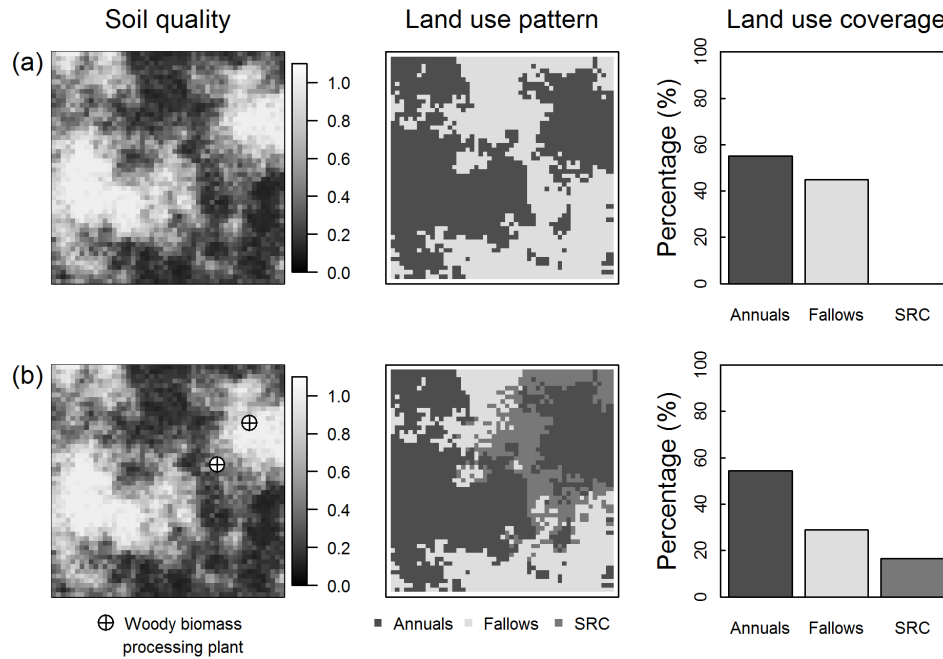 Soil quality
Land use pattern
Land use coverage
(a)
1.0
0.8
0.6
0.4
0.2
0.0
Percentage (%)
100
80
60
40
20
0
Annuals Fallows SRC
(b)
1.0
0.8
0.6
0.4
0.2
0.0
Percentage (%)
100
80
60
40
20
0
Annuals Fallows SRC
Woody biomass
processing plant
Annuals Fallows SRC